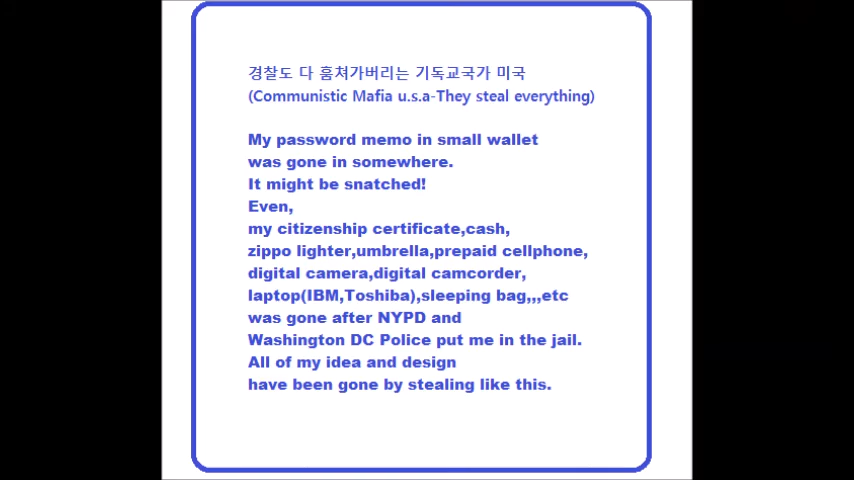 경찰도 다 훔쳐가버리는 기독교국가 미국
(Communistic Mafia u.s.a-They steal everything)
My password memo in small wallet
was gone in somewhere.
It might be snatched!
Even,
my citizenship certificate,cash,
zippo lighter,umbrella,prepaid cellphone,
digital camera,digital camcorder,
laptop(IBM,Toshiba),sleeping bag,,,etc
was gone after NYPD and
Washington DC Police put me in the jail.
All of my idea and design
have been gone by stealing like this.